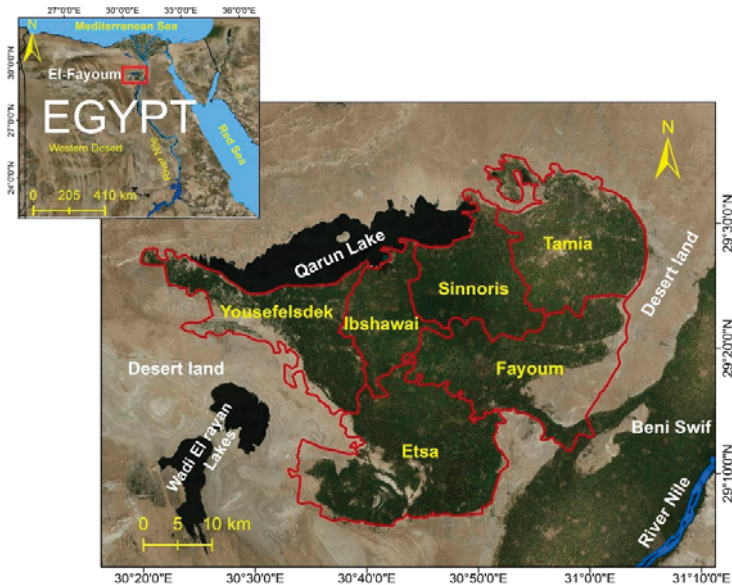 27°0'0"E 30°0'0"E 33°0'0"E
Mediterranean Sea
N
30°0'0"N
El-Fayoum
EGYPT
27°0'0"N
Western Desert
River Nile
Red Sea
24°0'0"N
0 205 410 km
N
29°30'0"N
Qarun Lake
Tamia
Desert land
Sinnoris
Yousefelsdek
Ibshawai
29°20'0"N
Desert land
Fayoum
Wadi El rayan
Lakes
Etsa
Beni Swif
29°10'0"N
River Nile
0 5 10 km
30°20'0"E 30°30'0"E 30°40'0"E 30°50'0"E 31°0'0"E 31°10'0"E